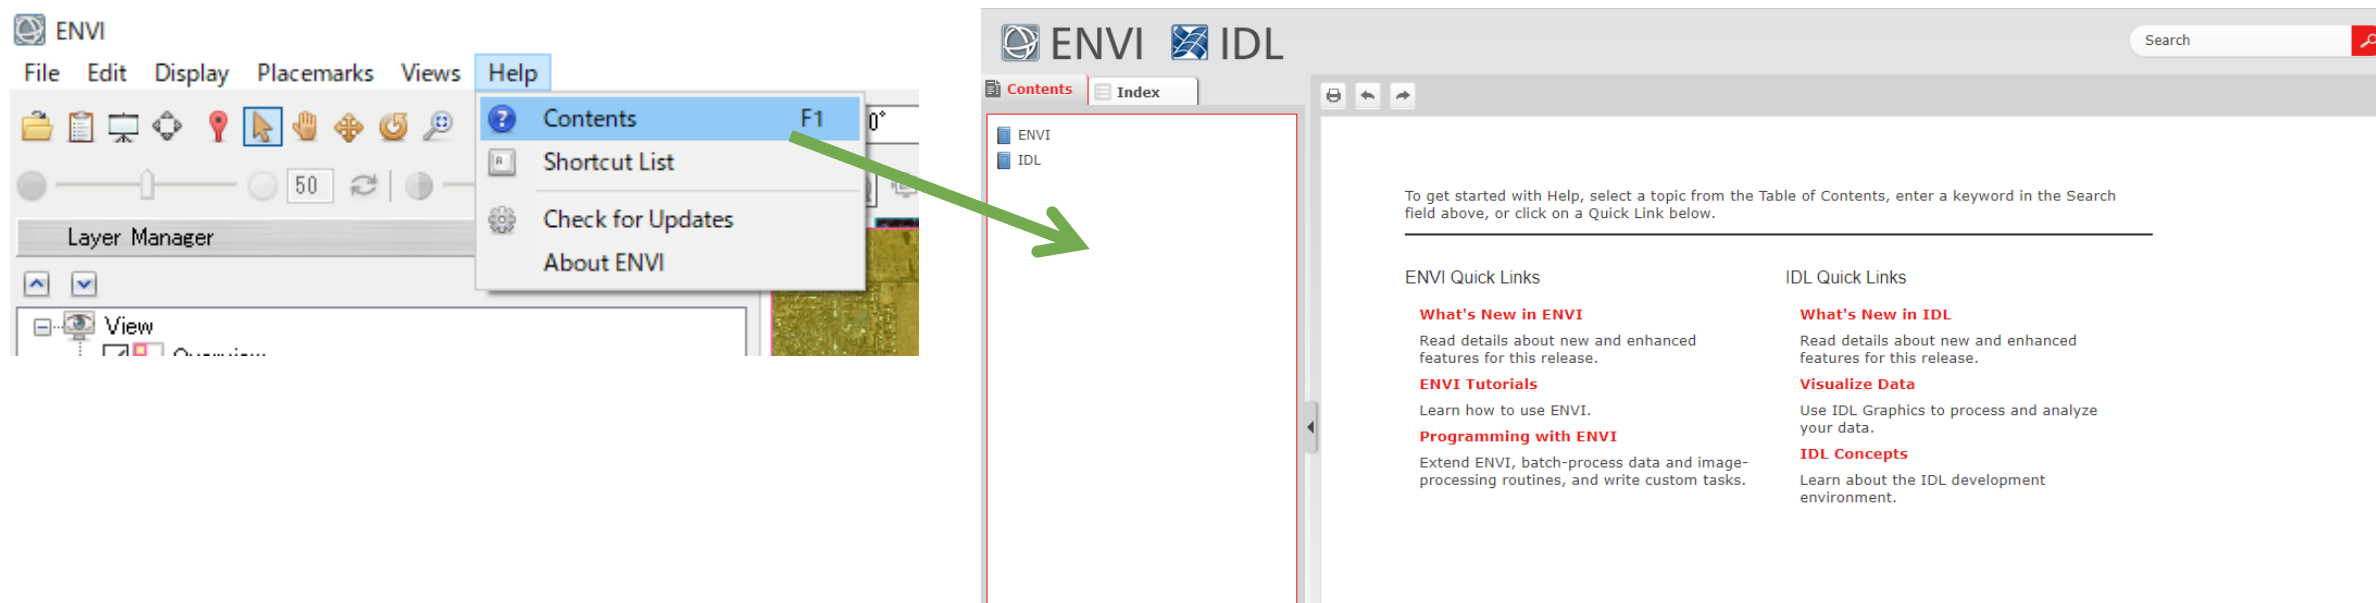 ENVI
File Edit Display Placemarks Views Help
Contents F1
0°
Shortcut List
50
Check for Updates
Layer Manager
About ENVI
View
Overview
ENVI IDL
Search
Contents Index
ENVI
IDL
To get started with Help, select a topic from the Table of Contents, enter a keyword in the Search
field above, or click on a Quick Link below.
ENVI Quick Links
What's New in ENVI
Read details about new and enhanced
features for this release.
ENVI Tutorials
Learn how to use ENVI.
Programming with ENVI
Extend ENVI, batch-process data and image-
processing routines, and write custom tasks.
IDL Quick Links
What's New in IDL
Read details about new and enhanced
features for this release.
Visualize Data
Use IDL Graphics to process and analyze
your data.
IDL Concepts
Learn about the IDL development
environment.